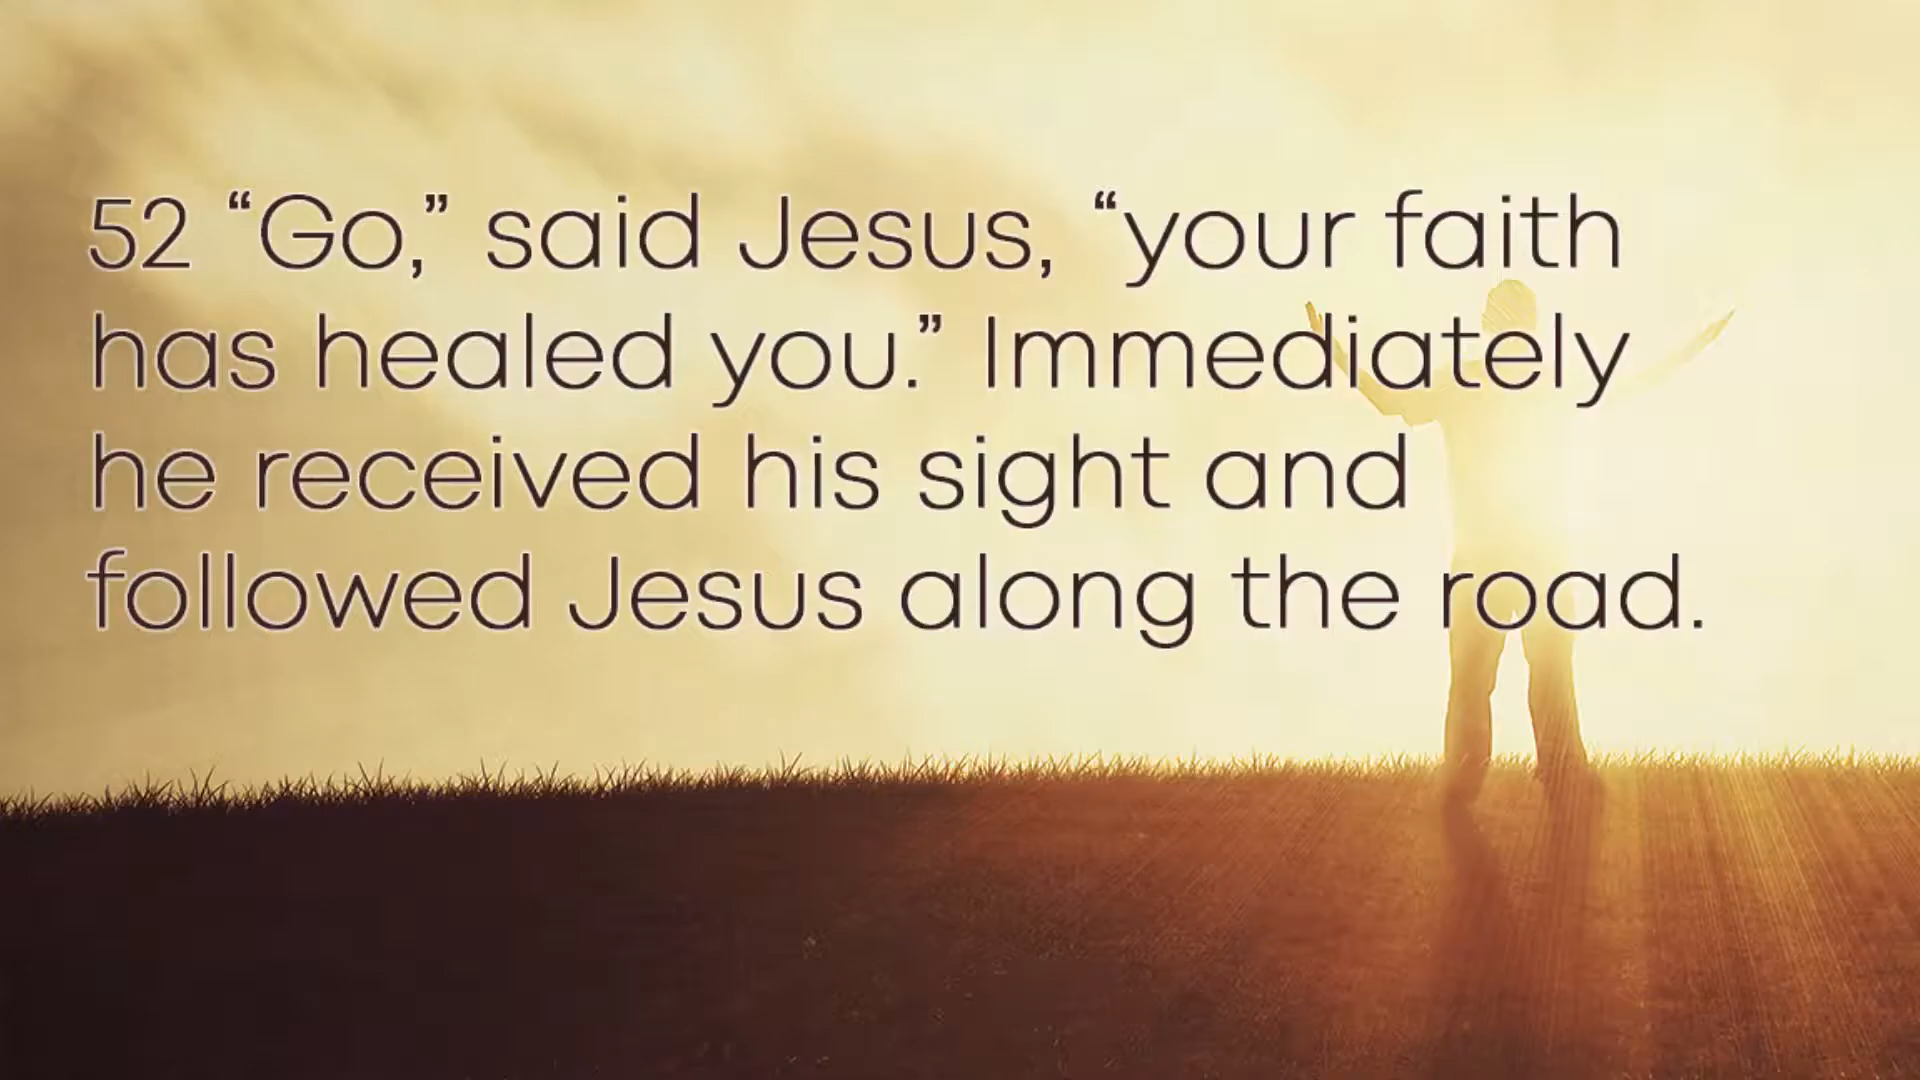 52 “Go,” said Jesus, “your faith
has healed you.” Immediately
he received his sight and
followed Jesus along the road.